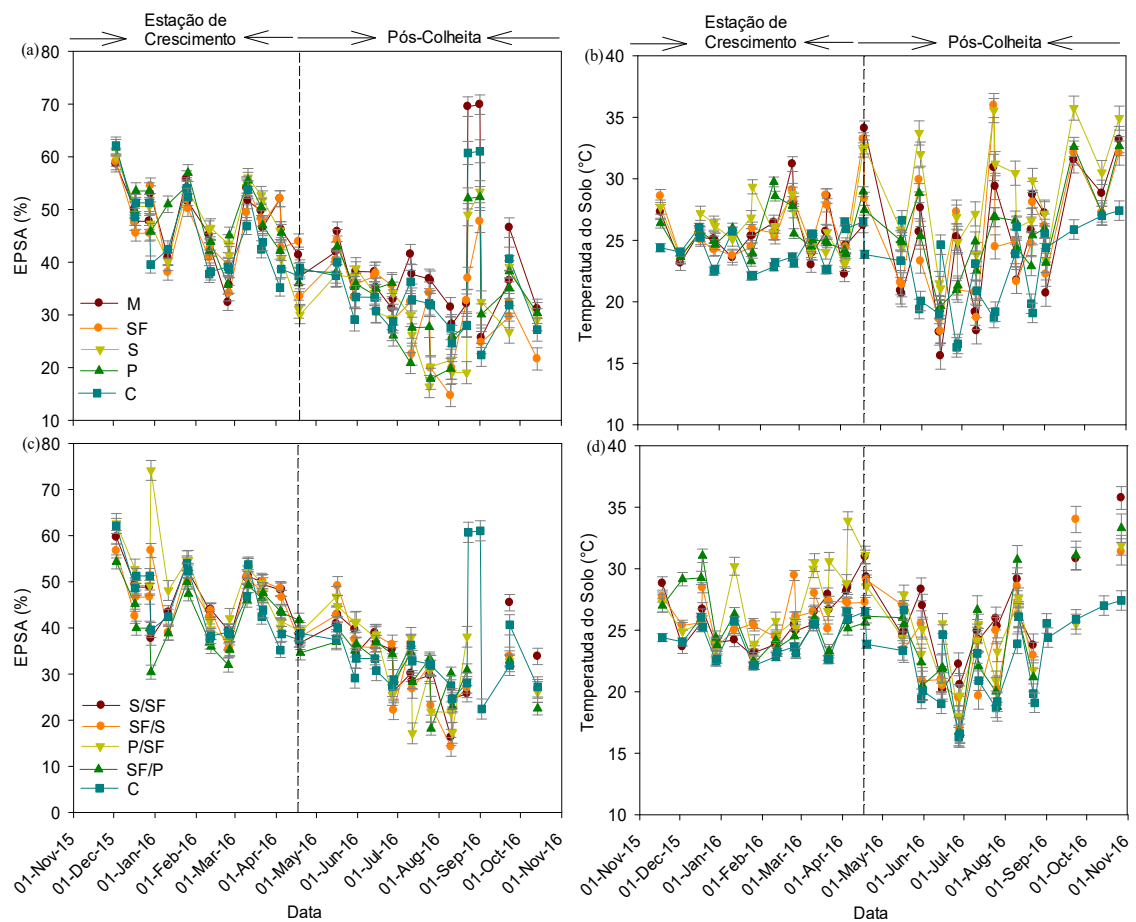 Estação de
Crescimento
Pós-Colheita
Estação de
Crescimento
Pós-Colheita
(a)
80
70
60
50
40
30
20
10
EPSA (%)
M
SF
S
P
C
(b)
40
35
30
25
20
15
10
Temperatuda do Solo (°C)
(c)
80
70
60
50
40
30
20
10
0
EPSA (%)
S/SF
SF/S
P/SF
SF/P
C
(d)
40
35
30
25
20
15
10
Temperatuda do Solo (°C)
01-Nov-15
01-Dec-15
01-Jan-16
01-Feb-16
01-Mar-16
01-Apr-16
01-May-16
01-Jun-16
01-Jul-16
01-Aug-16
01-Sep-16
01-Oct-16
01-Nov-16
Data
01-Nov-15
01-Dec-15
01-Jan-16
01-Feb-16
01-Mar-16
01-Apr-16
01-May-16
01-Jun-16
01-Jul-16
01-Aug-16
01-Sep-16
01-Oct-16
01-Nov-16
Data